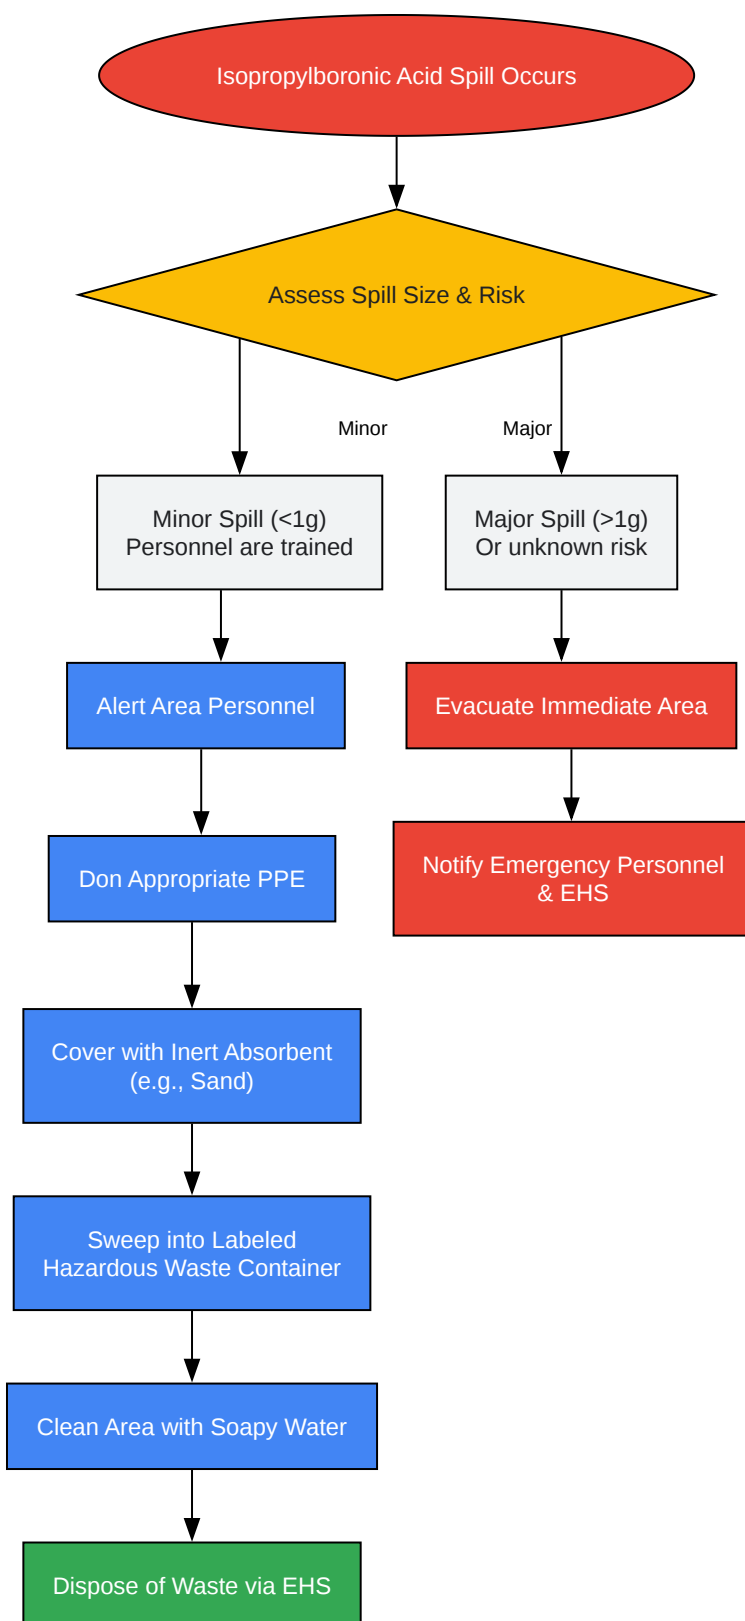 Isopropylboronic Acid Spill Occurs
Assess Spill Size & Risk
Minor
Major
Minor Spill (<1g)
Personnel are trained
Major Spill (>1g)
Or unknown risk
Alert Area Personnel
Evacuate Immediate Area
Don Appropriate PPE
Notify Emergency Personnel
& EHS
Cover with Inert Absorbent
(e.g., Sand)
Sweep into Labeled
Hazardous Waste Container
Clean Area with Soapy Water
Dispose of Waste via EHS